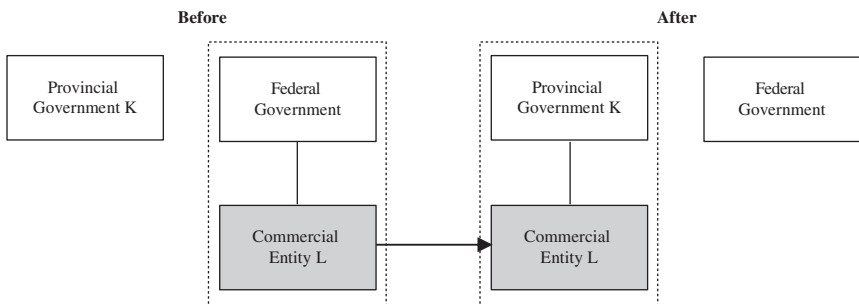 Before
After
Provincial
Government K
Federal
Government
Provincial
Government K
Federal
Government
Commercial
Entity L
Commercial
Entity L